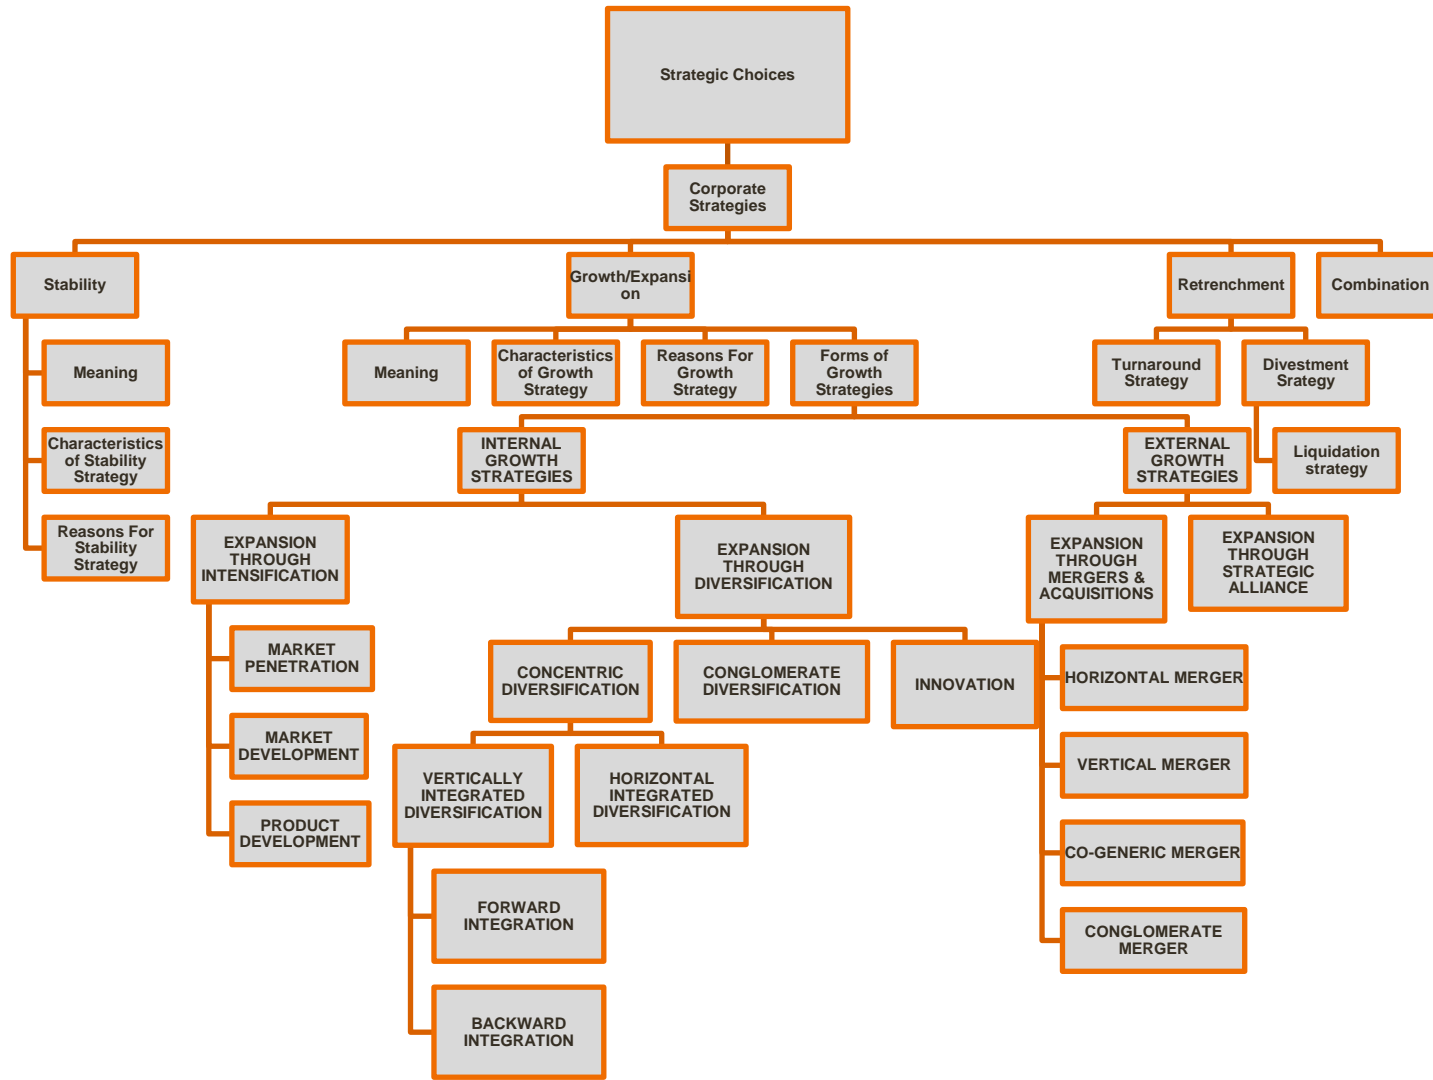 Strategic Choices
Corporate
Strategies
Stability
Growth/Expansi
on
Retrenchment
Combination
Meaning
Characteristics
of Stability
Strategy
Reasons For
Stability
Strategy
Meaning
Characteristics
of Growth
Strategy
Reasons For
Growth
Strategy
Forms of
Growth
Strategies
Turnaround
Strategy
Divestment
Srategy
Liquidation
strategy
INTERNAL
GROWTH
STRATEGIES
EXTERNAL
GROWTH
STRATEGIES
EXPANSION
THROUGH
INTENSIFICATION
EXPANSION
THROUGH
DIVERSIFICATION
EXPANSION
THROUGH
MERGERS &
ACQUISITIONS
EXPANSION
THROUGH
STRATEGIC
ALLIANCE
MARKET
PENETRATION
MARKET
DEVELOPMENT
PRODUCT
DEVELOPMENT
CONCENTRIC
DIVERSIFICATION
CONGLOMERATE
DIVERSIFICATION
INNOVATION
VERTICALLY
INTEGRATED
DIVERSIFICATION
HORIZONTAL
INTEGRATED
DIVERSIFICATION
FORWARD
INTEGRATION
BACKWARD
INTEGRATION
HORIZONTAL MERGER
VERTICAL MERGER
CO-GENERIC MERGER
CONGLOMERATE
MERGER